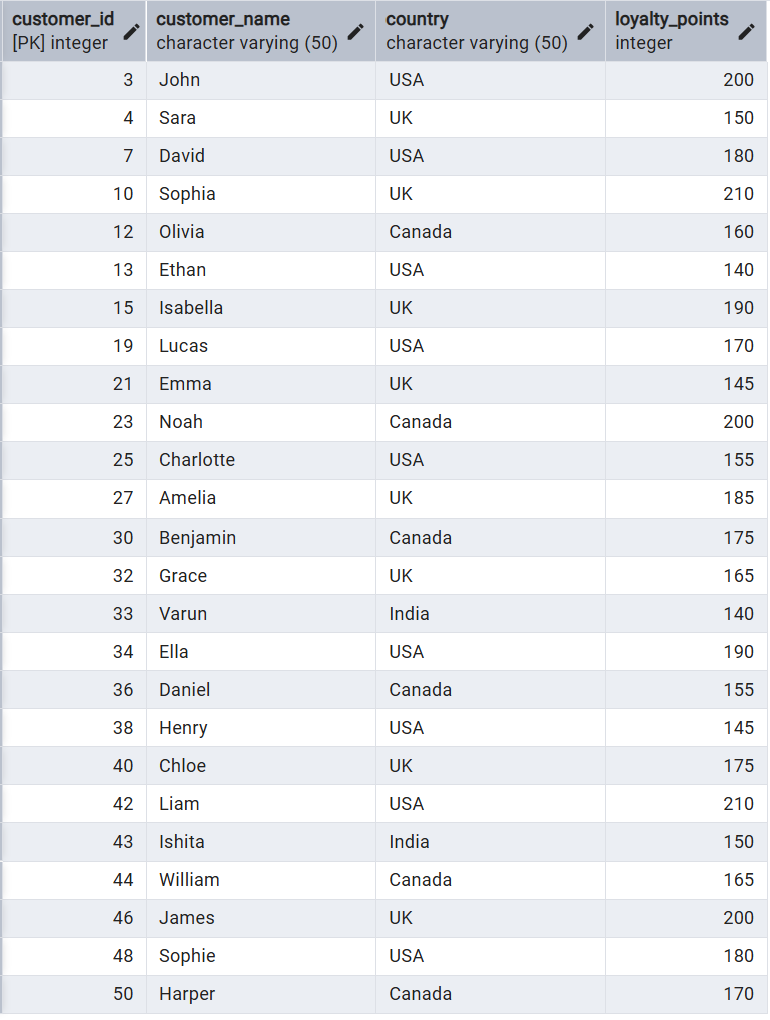 customer_id customer_name country loyalty_points
[PK] integer character varying (50) character varying (50) integer
3 John USA 200
4 Sara UK 150
7 David USA 180
10 Sophia UK 210
12 Olivia Canada 160
13 Ethan USA 140
15 Isabella UK 190
19 Lucas USA 170
21 Emma UK 145
23 Noah Canada 200
25 Charlotte USA 155
27 Amelia UK 185
30 Benjamin Canada 175
32 Grace UK 165
33 Varun India 140
34 Ella USA 190
36 Daniel Canada 155
38 Henry USA 145
40 Chloe UK 175
42 Liam USA 210
43 Ishita India 150
44 William Canada 165
46 James UK 200
48 Sophie USA 180
50 Harper Canada 170